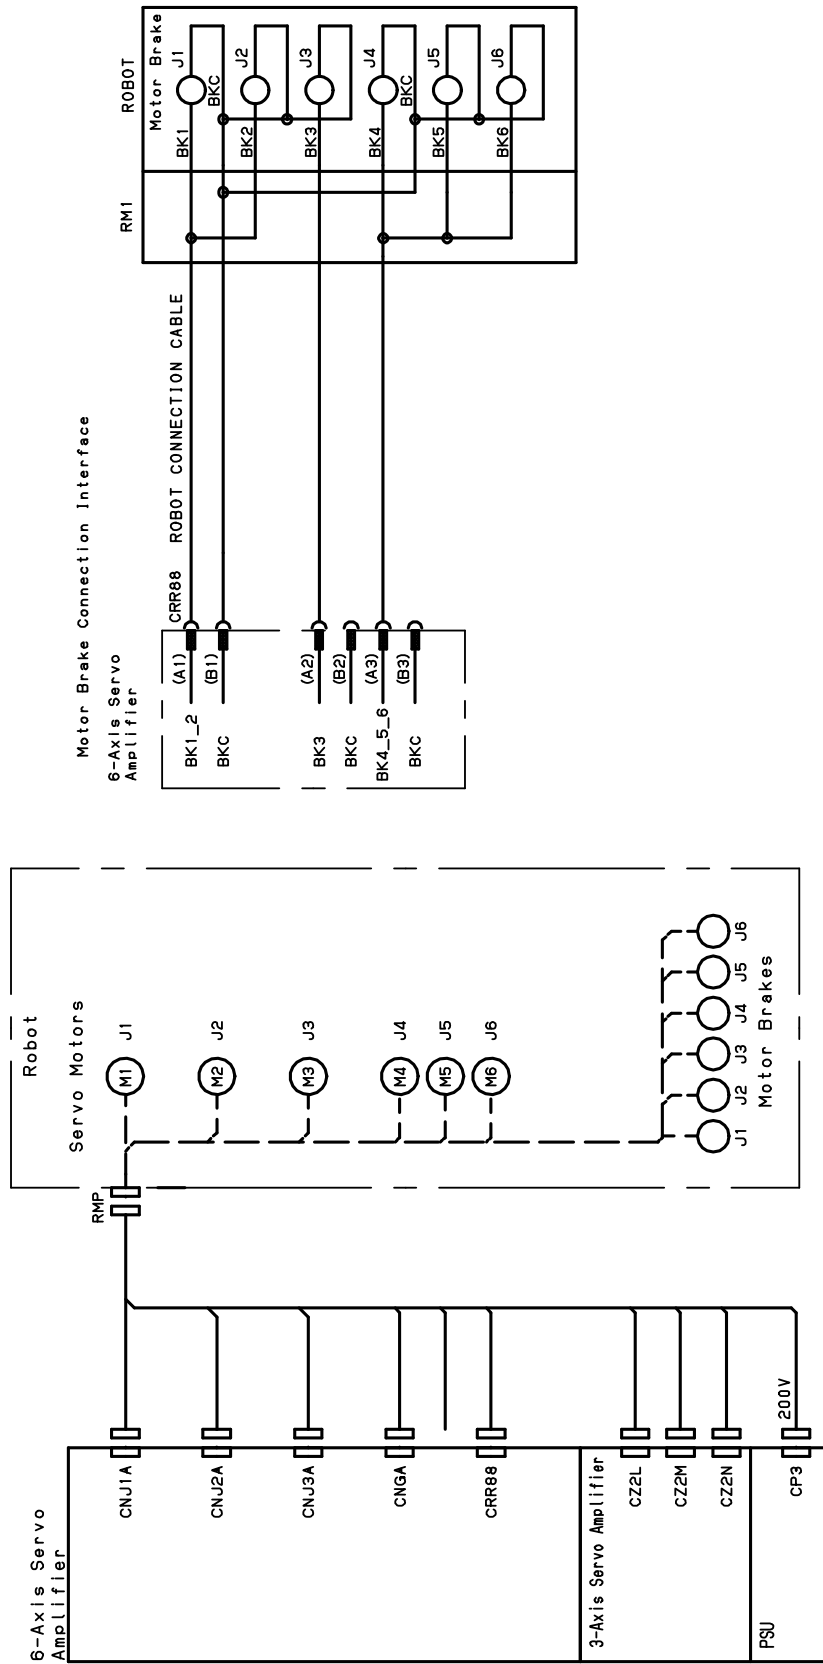 6-Axis Servo
Amplifier
CNJ1A
CNJ2A
CNJ3A
CNGA
CRR88
3-Axis Servo Amplifier
CZ2L
CZ2M
CZ2N
PSU
CP3
200V
RMP
Robot
Servo Motors
M1
J1
M2
J2
M3
J3
M4
J4
M5
J5
M6
J6
J1
J2
J3
J4
J5
J6
Motor Brakes
Motor Brake Connection Interface
6-Axis Servo
Amplifier
BK1_2
(A1)
BKC
(B1)
BK3
(A2)
BKC
(B2)
BK4_5_6
(A3)
BKC
(B3)
CRR88
ROBOT CONNECTION CABLE
RM1
ROBOT
Motor Brake
BK1
J1
BKC
BK2
J2
BK3
J3
BK4
J4
BKC
BK5
J5
BK6
J6